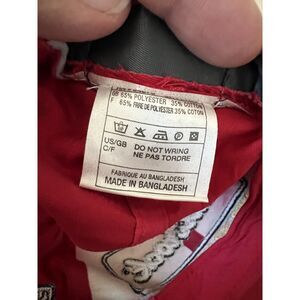 GB 65% POLYESTER 35% COTTON
F 65% FIBRE DE POLYESTER 35% COTON
US/GB DO NOT WRING
C/F NE PAS TORDRE
FABRIQUE AU BANGLADESH
MADE IN BANGLADESH